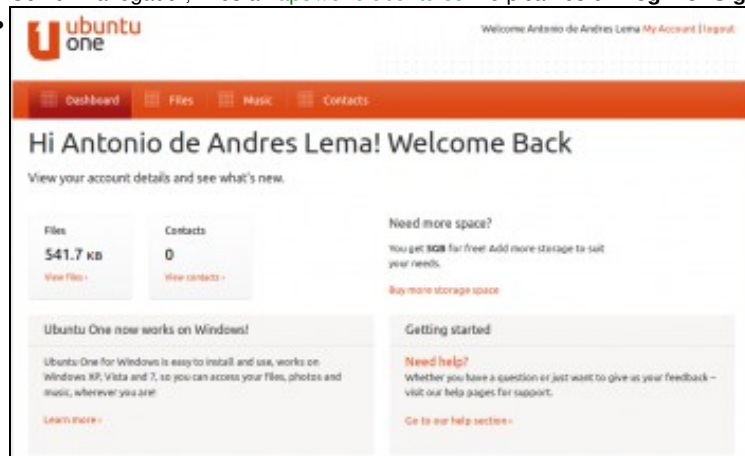 ubuntu
one
Welcome Antonio de Andres Lema My Account | logout
Dashboard Files Music Contacts
Hi Antonio de Andres Lema! Welcome Back
View your account details and see what's new.
Files
541.7 KB
View files ›
Contacts
0
View contacts ›
Need more space?
You get 5GB for free! Add more storage to suit
your needs.
Buy more storage space
Ubuntu One now works on Windows!
Ubuntu One for Windows is easy to install and use, works on
Windows XP, Vista and 7, so you can access your files, photos and
music, wherever you are!
Learn more ›
Getting started
Need help?
Whether you have a question or just want to give us your feedback –
visit our help pages for support.
Go to our help section ›